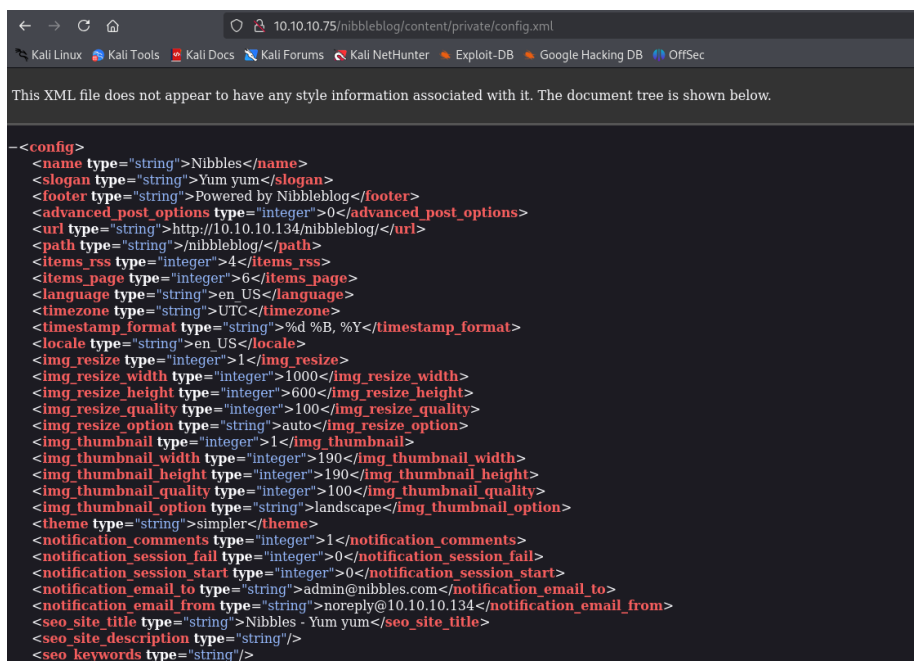 10.10.10.75/nibbleblog/content/private/config.xml
Kali Linux Kali Tools Kali Docs Kali Forums Kali NetHunter Exploit-DB Google Hacking DB OffSec
This XML file does not appear to have any style information associated with it. The document tree is shown below.
−<config>
<name type="string">Nibbles</name>
<slogan type="string">Yum yum</slogan>
<footer type="string">Powered by Nibbleblog</footer>
<advanced_post_options type="integer">0</advanced_post_options>
<url type="string">http://10.10.10.134/nibbleblog/</url>
<path type="string">/nibbleblog/</path>
<items_rss type="integer">4</items_rss>
<items_page type="integer">6</items_page>
<language type="string">en_US</language>
<timezone type="string">UTC</timezone>
<timestamp_format type="string">%d %B, %Y</timestamp_format>
<locale type="string">en_US</locale>
<img_resize type="integer">1</img_resize>
<img_resize_width type="integer">1000</img_resize_width>
<img_resize_height type="integer">600</img_resize_height>
<img_resize_quality type="integer">100</img_resize_quality>
<img_resize_option type="string">auto</img_resize_option>
<img_thumbnail type="integer">1</img_thumbnail>
<img_thumbnail_width type="integer">190</img_thumbnail_width>
<img_thumbnail_height type="integer">190</img_thumbnail_height>
<img_thumbnail_quality type="integer">100</img_thumbnail_quality>
<img_thumbnail_option type="string">landscape</img_thumbnail_option>
<theme type="string">simpler</theme>
<notification_comments type="integer">1</notification_comments>
<notification_session_fail type="integer">0</notification_session_fail>
<notification_session_start type="integer">0</notification_session_start>
<notification_email_to type="string">admin@nibbles.com</notification_email_to>
<notification_email_from type="string">noreply@10.10.10.134</notification_email_from>
<seo_site_title type="string">Nibbles - Yum yum</seo_site_title>
<seo_site_description type="string"/>
<seo_keywords type="string"/>